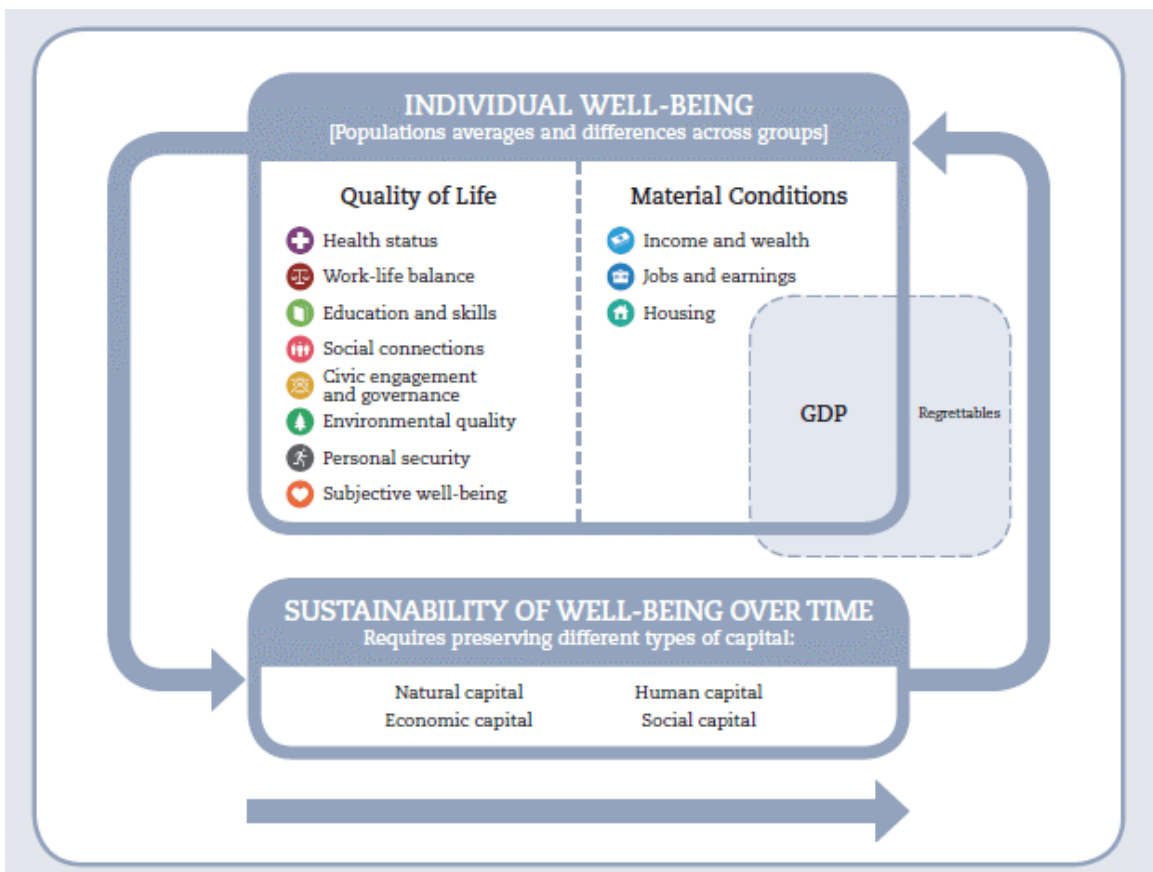 INDIVIDUAL WELL-BEING
[Populations averages and differences across groups]
Quality of Life
Health status
Work-life balance
Education and skills
Social connections
Civic engagement
and governance
Environmental quality
Personal security
Subjective well-being
Material Conditions
Income and wealth
Jobs and earnings
Housing
GDP
Regrettables
SUSTAINABILITY OF WELL-BEING OVER TIME
Requires preserving different types of capital:
Natural capital
Human capital
Economic capital
Social capital